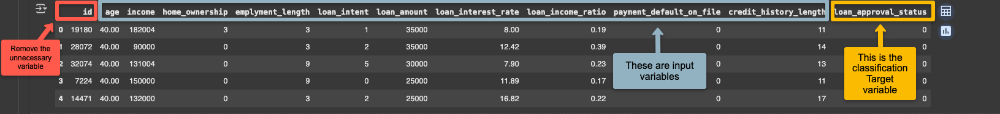 id age income home_ownership emplyment_length loan_intent loan_amount loan_interest_rate loan_income_ratio payment_default_on_file credit_history_length loan_approval_status
0 19180 40.00 182004 3 3 1 35000 8.00 0.19 0 11 0
1 28072 40.00 90000 0 3 2 35000 12.42 0.39 0 14 0
2 32074 40.00 131004 0 9 5 30000 7.90 0.23 13 0
3 7224 40.00 150000 0 9 0 25000 11.89 0.17 0 11 0
4 14471 40.00 132000 0 3 2 25000 16.82 0.22 0 17 0
Remove the
unnecessary
variable
These are input
variables
This is the
classification
Target
variable